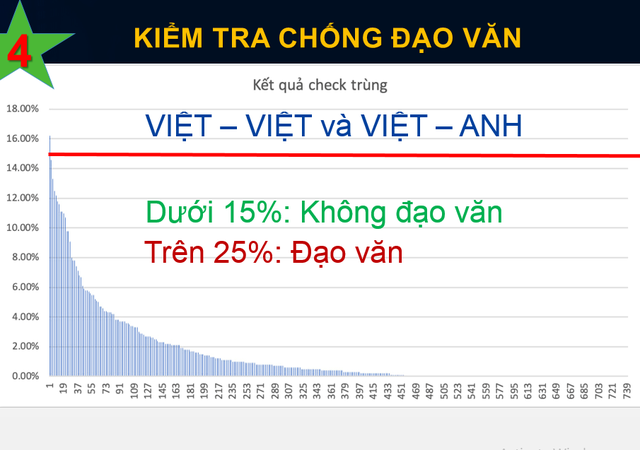 4
KIỂM TRA CHỐNG ĐẠO VĂN
Kết quả check trùng
18.00%
VIỆT – VIỆT và VIỆT – ANH
16.00%
14.00%
12.00%
Dưới 15%: Không đạo văn
10.00%
Trên 25%: Đạo văn
8.00%
6.00%
4.00%
2.00%
0.00%
1 19 37 55 73 91 109 127 145 163 181 199 217 235 253 271 289 307 325 343 361 379 397 415 433 451 469 487 505 523 541 559 577 595 613 631 649 667 685 703 721 739